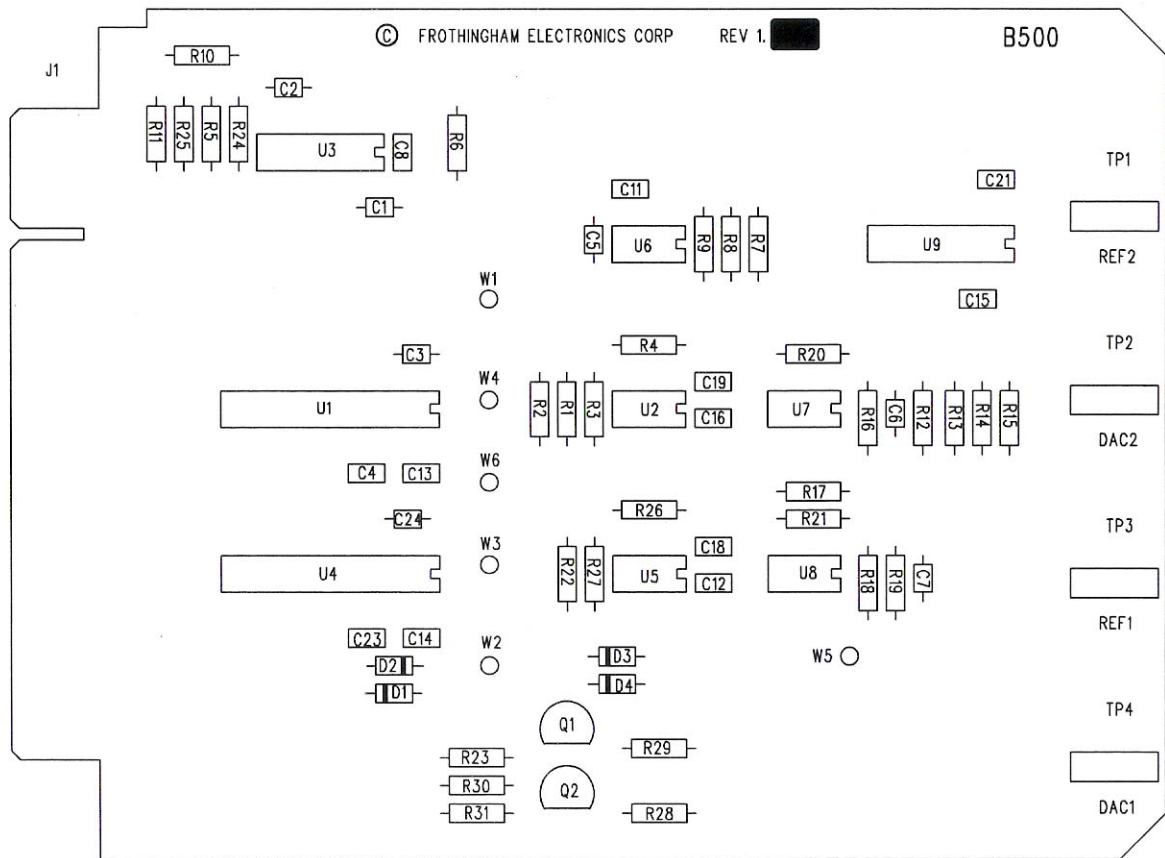 © FROTHINGHAM ELECTRONICS CORP REV 1. B500
R10
J1
C2
R11 R25 R5 R24 U3 C8 R6
TP1
C21
C11
C1
C5 U6 R9 R8 R7 U9
REF2
W1
C15
R4 R20 TP2
C3
W4 C19
U1 R2 R1 R3 U2 C16 U7 R16 C6 R12 R13 R14 R15
DAC2
W6
C4 C13
R17
R26
C24 R21
TP3
W3 C18
U4 R22 R27 U5 C12 U8 R18 R19 C7
REF1
C23 C14 W2
D2 D3 W5
D1 D4
TP4
Q1
R29
R23
R30 Q2
DAC1
R31 R28